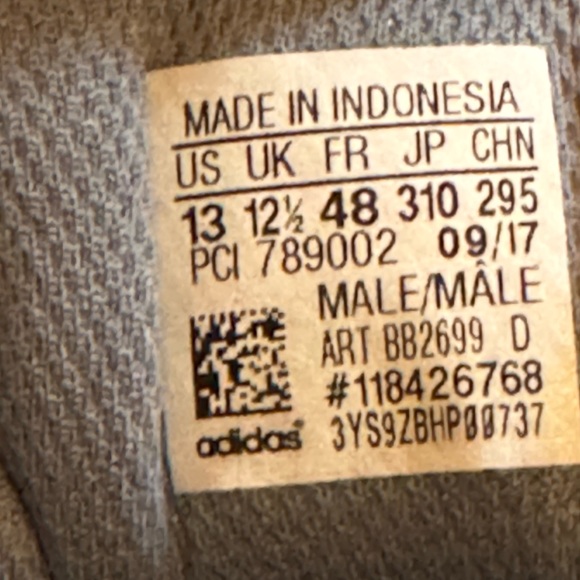 MADE IN INDONESIA
US UK FR JP CHN
13 12½ 48 310 295
PCI 789002 09/17
MALE/MÂLE
ART BB2699 D
#118426768
adidas® 3YS9ZBHP00737